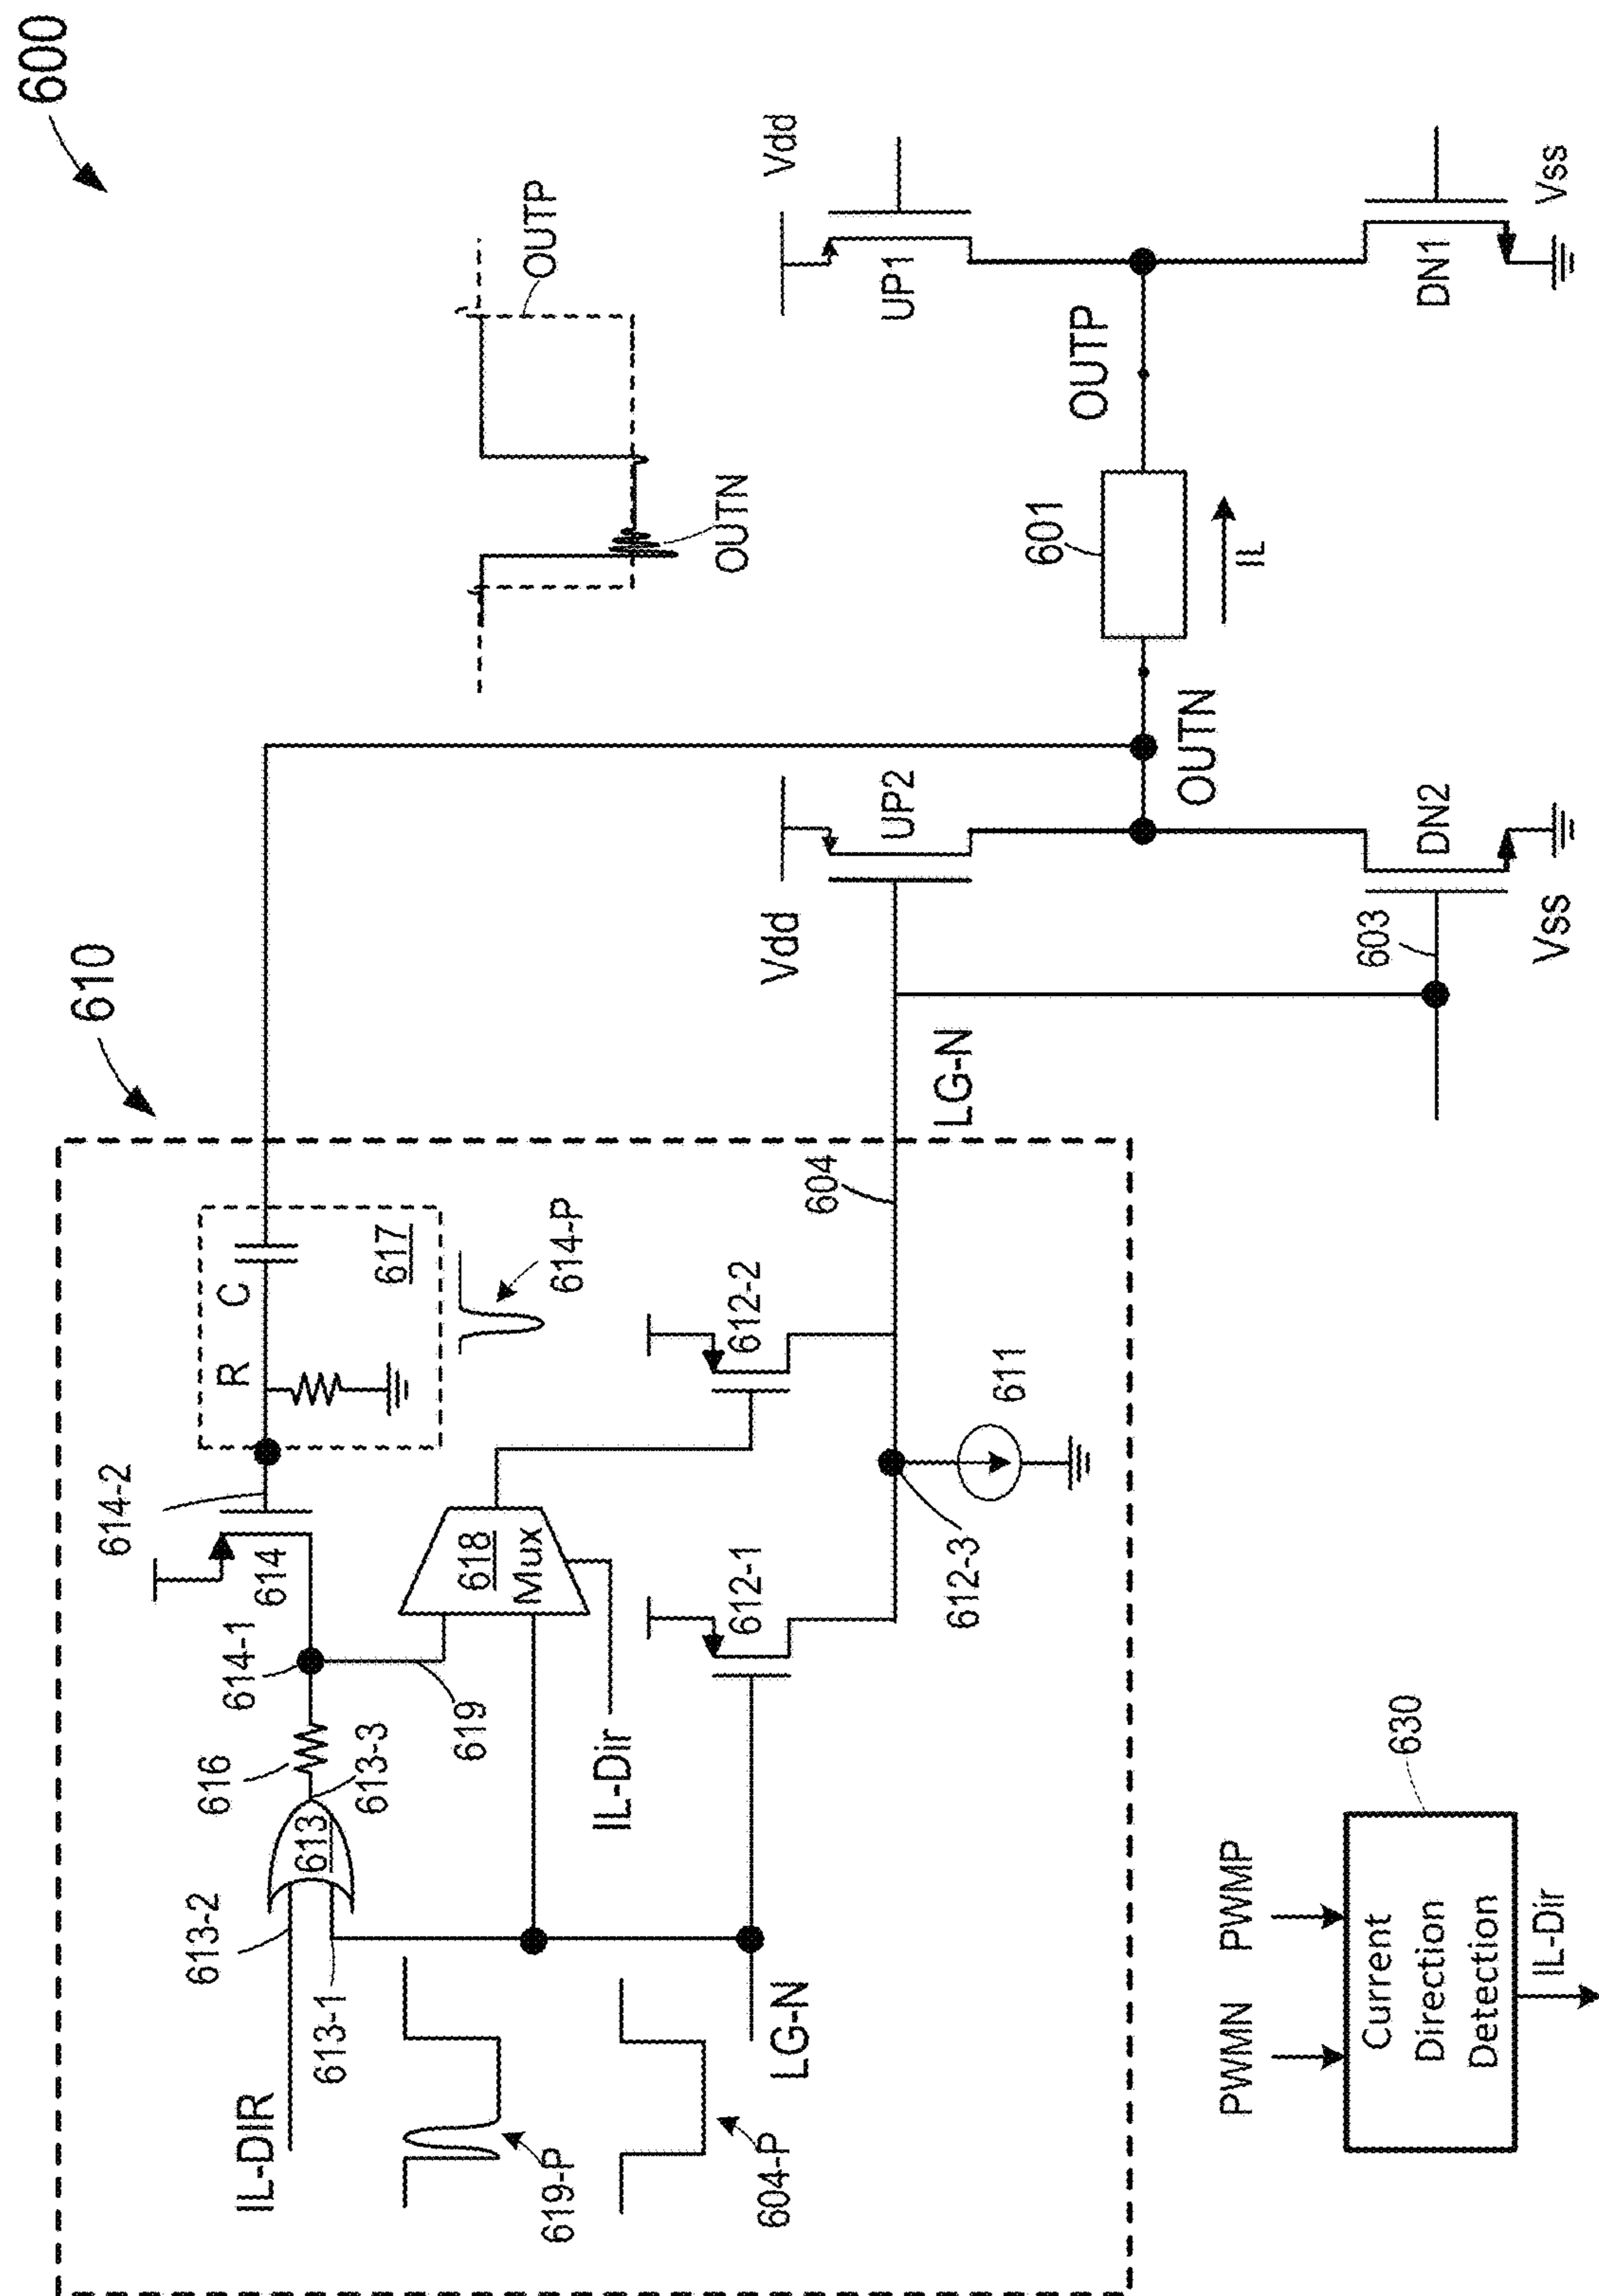 600
610
OUTP
OUTN
614-2
614
614-1
R
C
617
614-P
616
613
613-3
613-2
613-1
IL-DIR
619
618
Mux
IL-Dir
619-P
604-P
LG-N
612-1
612-2
612-3
611
604
LG-N
Vdd
UP2
OUTN
603
DN2
Vss
601
IL
OUTP
Vdd
UP1
DN1
Vss
PWMN
PWMP
630
Current
Direction
Detection
IL-Dir